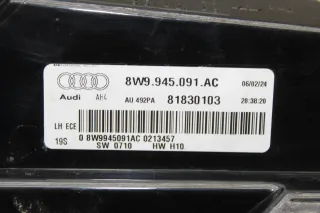 8W9.945.091.AC 06/02/24
Audi AU 492PA 81830103 20:38:20
LH ECE 0 8W9945091AC 0213457
19S SW 0710 HW H10